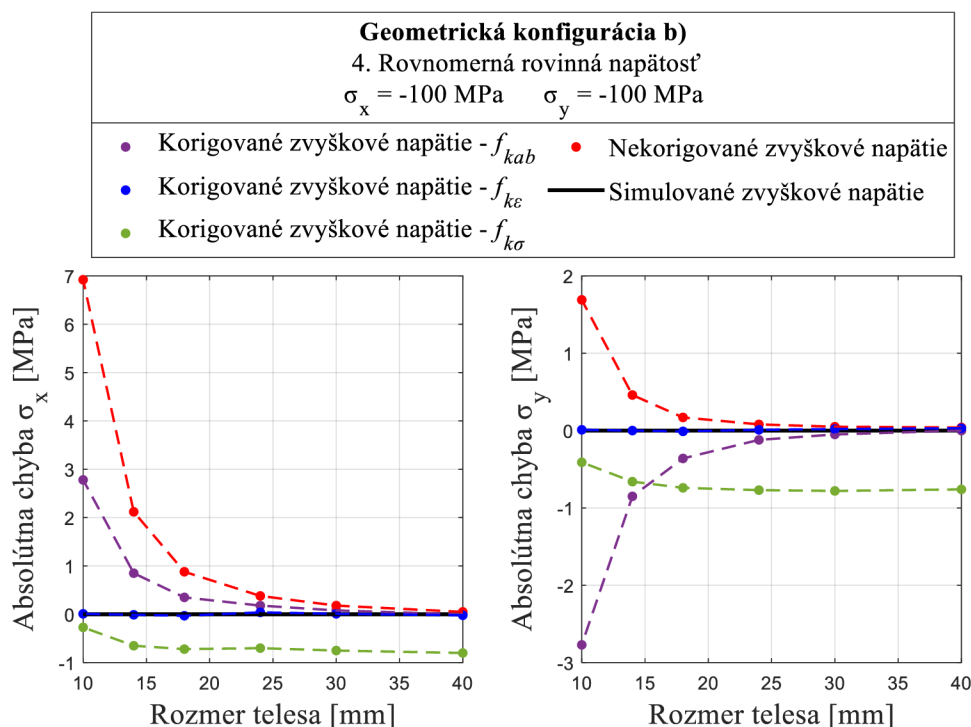 Geometrická konfigurácia b)
4. Rovnomerná rovinná napätosť
σx = -100 MPa σy = -100 MPa
Korigované zvyškové napätie - fkab
Nekorigované zvyškové napätie
Korigované zvyškové napätie - fkε
Simulované zvyškové napätie
Korigované zvyškové napätie - fkσ
Absolútna chyba σx [MPa]
7
6
5
4
3
2
1
0
-1
10 15 20 25 30 35 40
Rozmer telesa [mm]
Absolútna chyba σy [MPa]
2
1
0
-1
-2
-3
10 15 20 25 30 35 40
Rozmer telesa [mm]